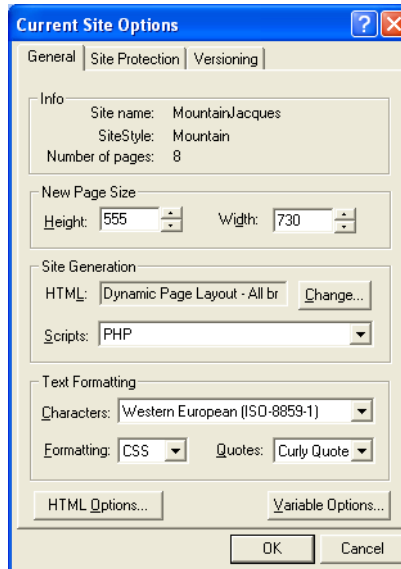 Current Site Options
General Site Protection Versioning
Info
Site name: MountainJacques
SiteStyle: Mountain
Number of pages: 8
New Page Size
Height: 555 Width: 730
Site Generation
HTML: Dynamic Page Layout - All br Change...
Scripts: PHP
Text Formatting
Characters: Western European (ISO-8859-1)
Formatting: CSS Quotes: Curly Quote
HTML Options... Variable Options...
OK Cancel